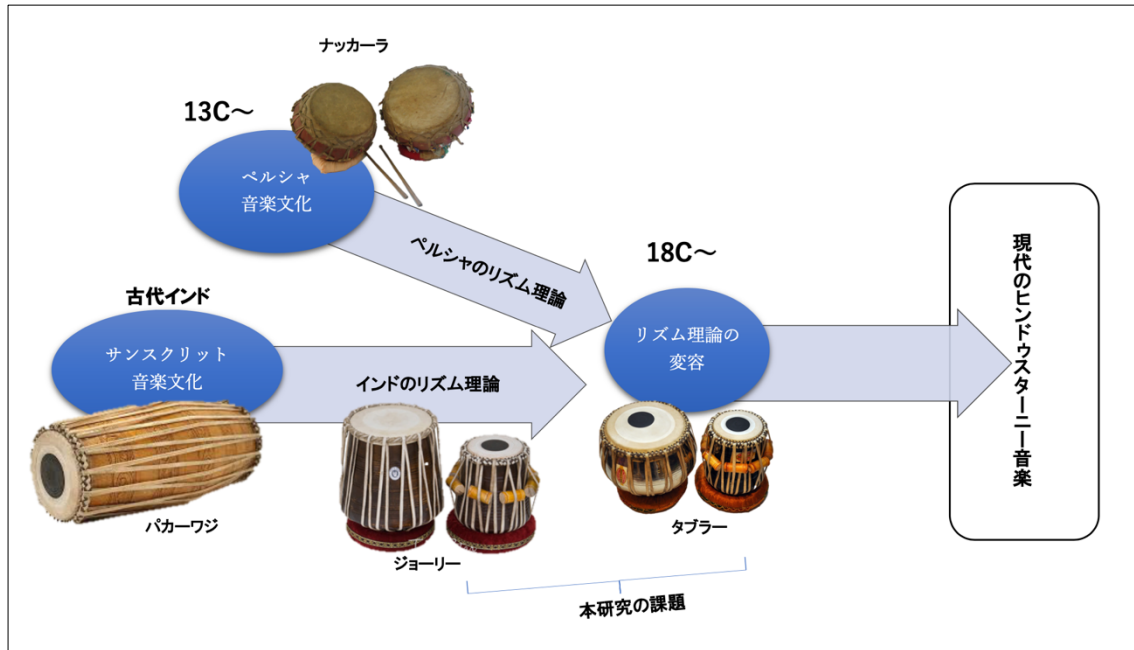 ナッカーラ
13C～
ペルシャ
音楽文化
ペルシャのリズム理論
18C～
古代インド
サンスクリット
音楽文化
インドのリズム理論
リズム理論の
変容
現代のヒンドゥスターニー音楽
パカーワジ
ジョーリー
タブラー
本研究の課題